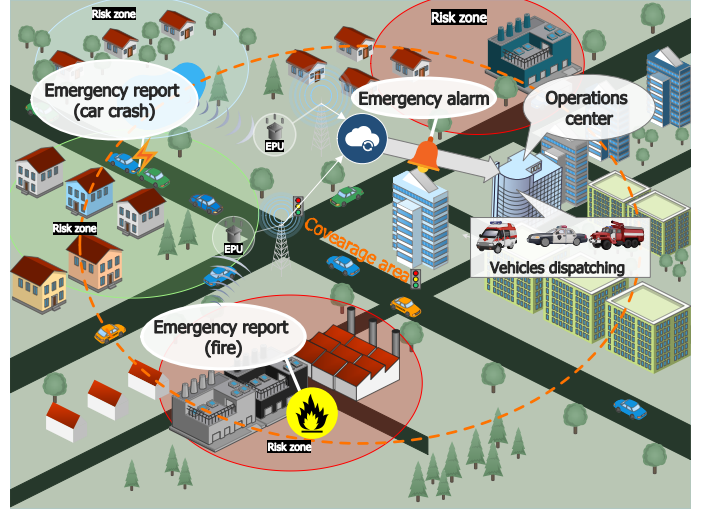 Risk zone
Risk zone
Emergency report
(car crash)
Emergency alarm
Operations
center
EPU
Risk zone
EPU
Covearage area
Vehicles dispatching
Emergency report
(fire)
Risk zone